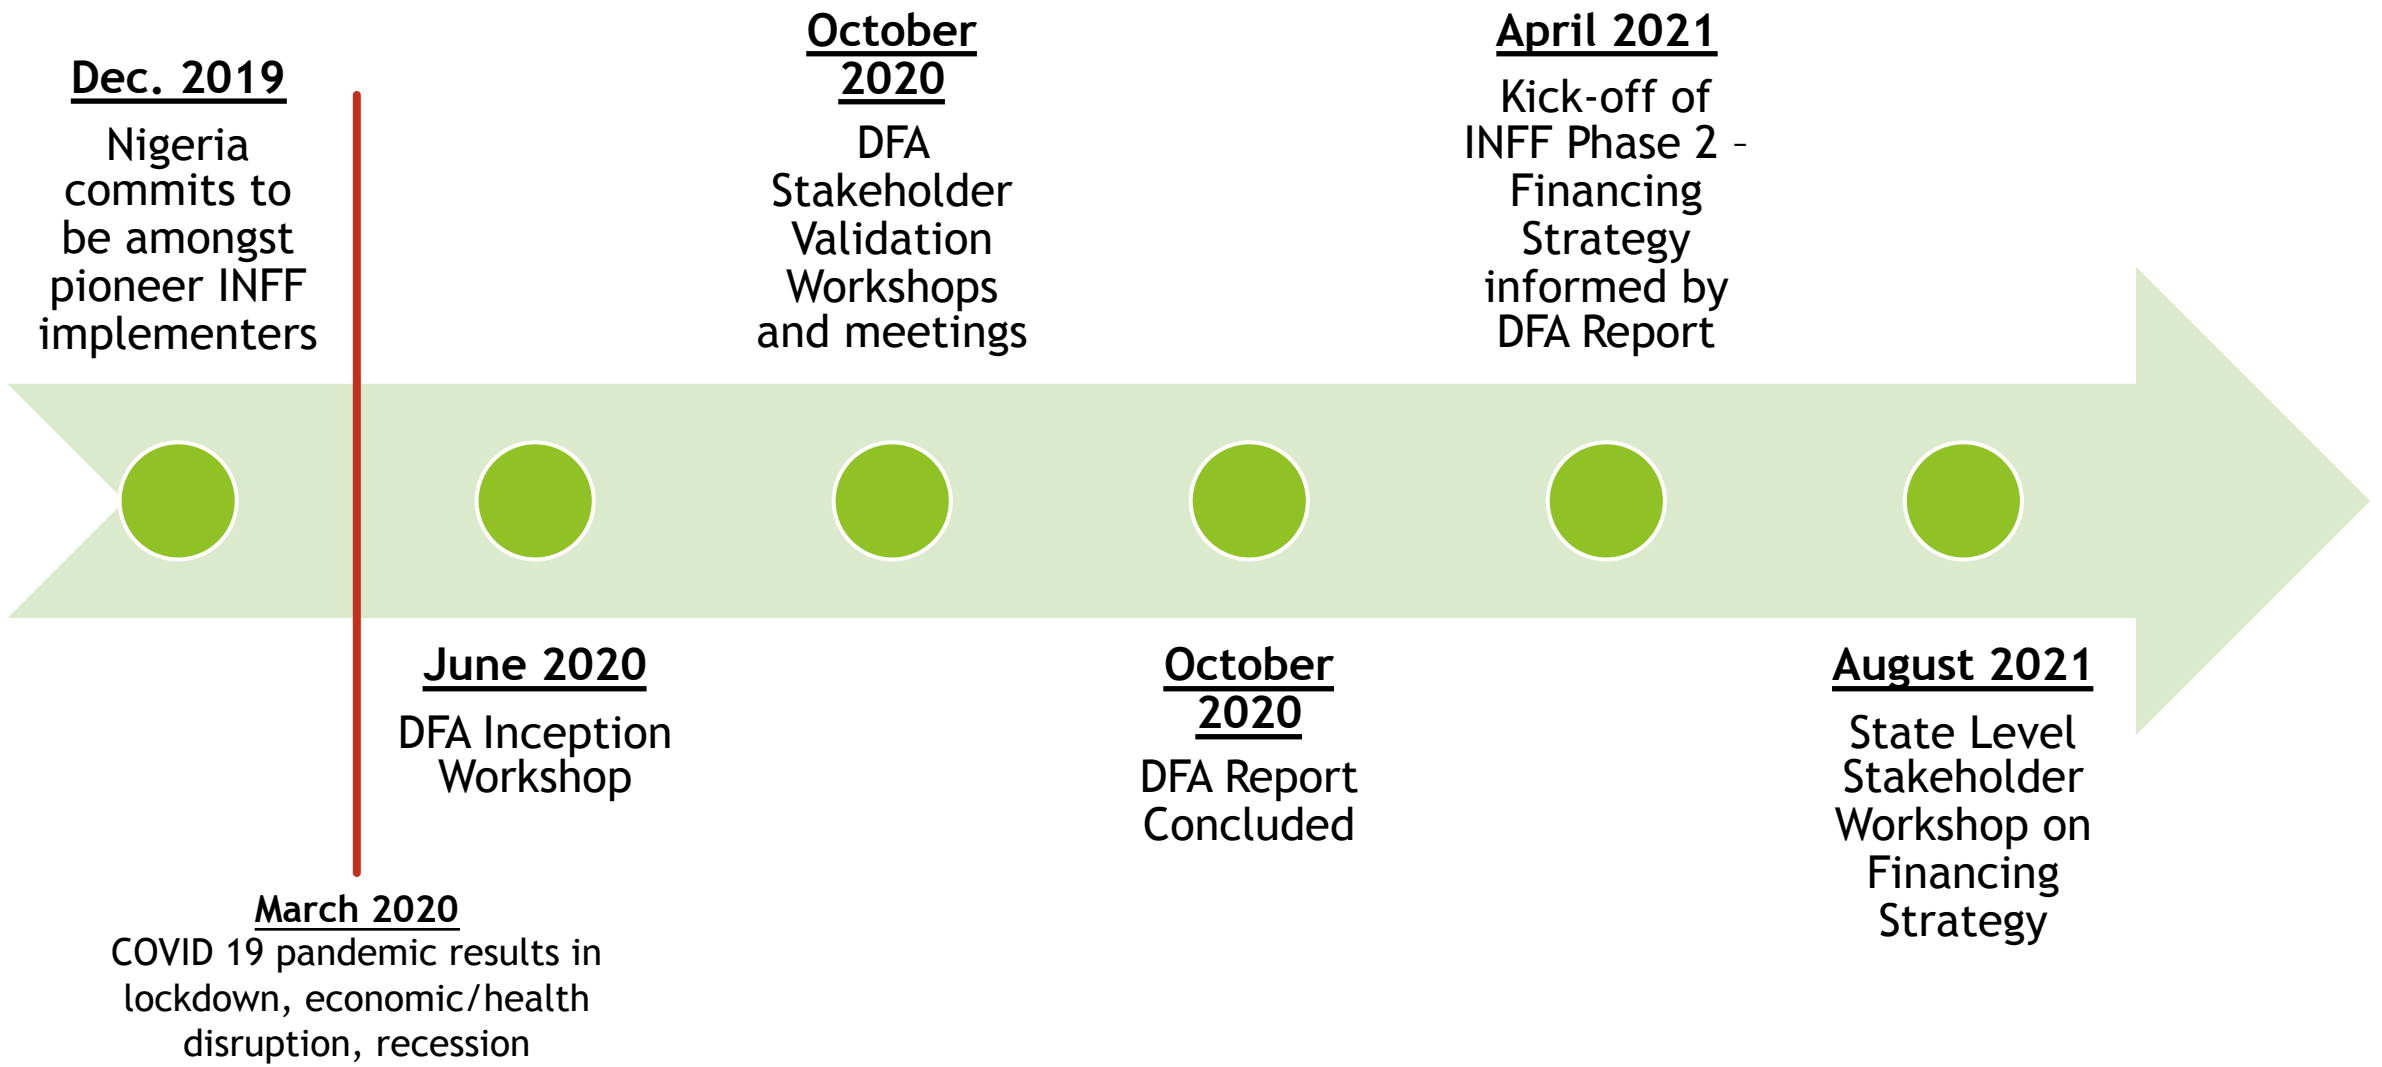 Dec. 2019
Nigeria
commits to
be amongst
pioneer INFF
implementers
March 2020
COVID 19 pandemic results in
lockdown, economic/health
disruption, recession
June 2020
DFA Inception
Workshop
October
2020
DFA
Stakeholder
Validation
Workshops
and meetings
October
2020
DFA Report
Concluded
April 2021
Kick-off of
INFF Phase 2 –
Financing
Strategy
informed by
DFA Report
August 2021
State Level
Stakeholder
Workshop on
Financing
Strategy